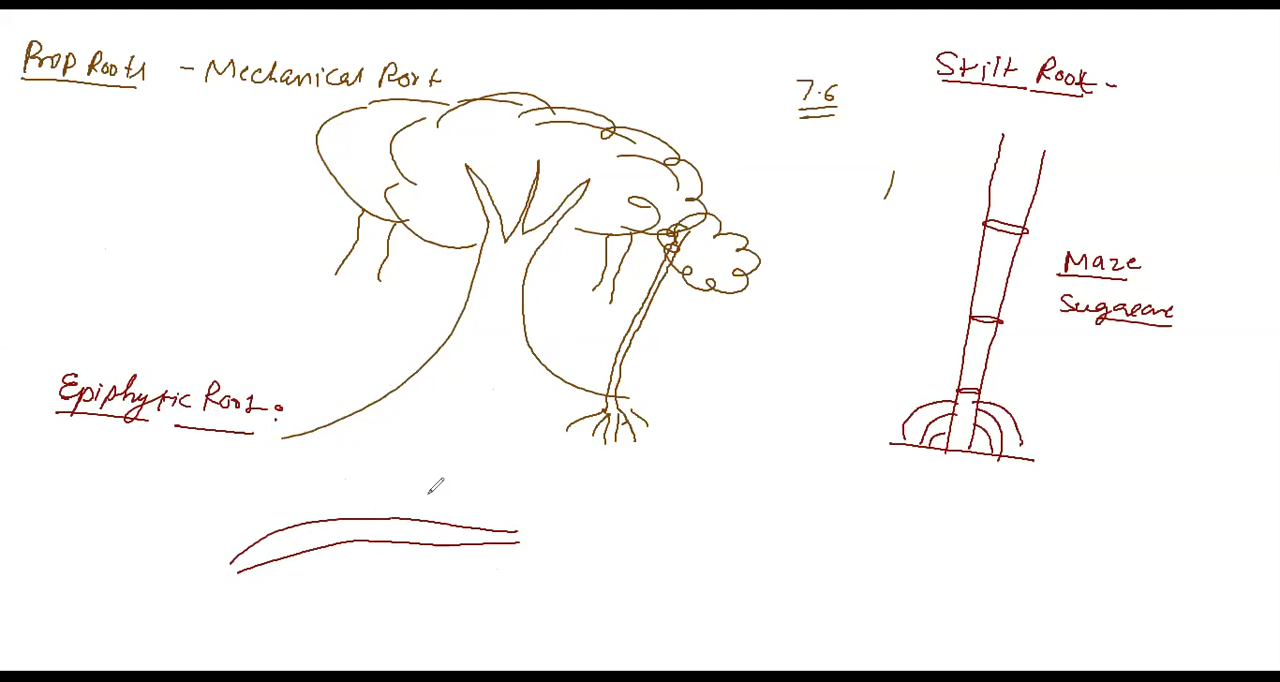 Prop Roots - Mechanical Port
7.6
Stilt Root -
Maze
Sugarcane
Epiphytic Root: